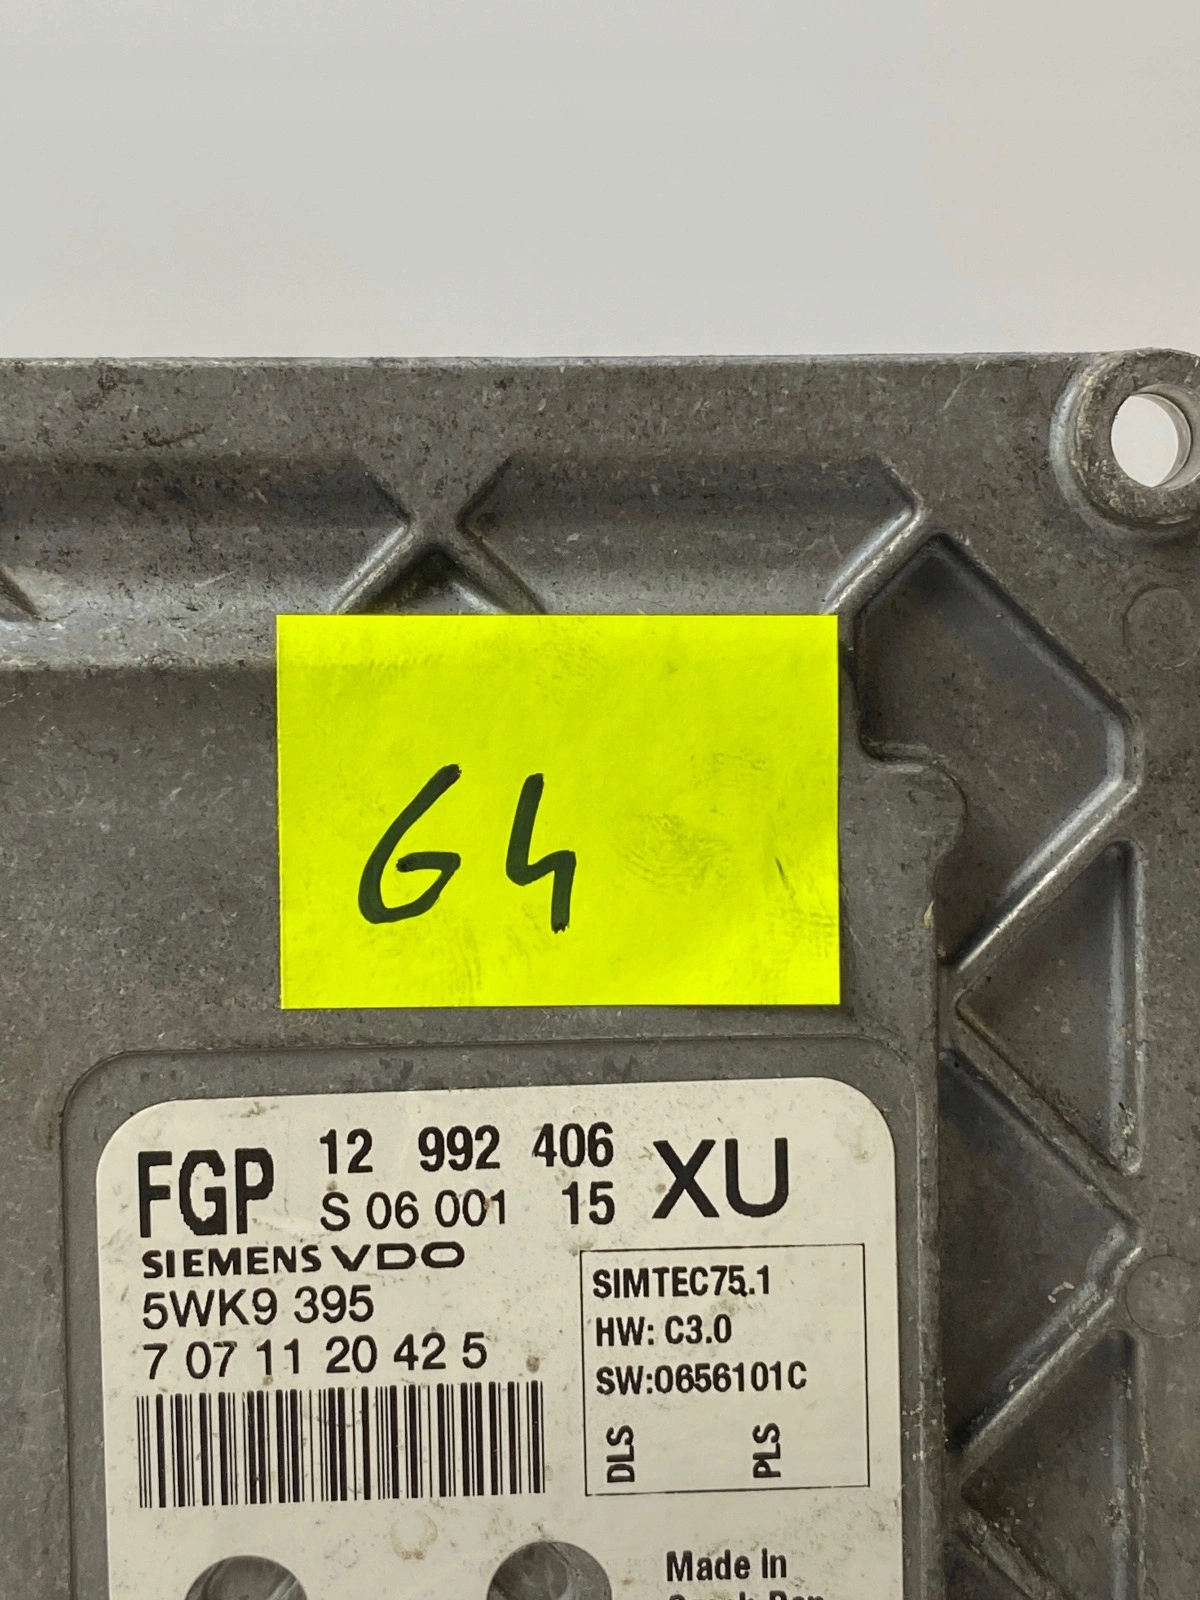 G4
FGP 12 992 406 XU
S 06 001 15
SIEMENS VDO
5WK9 395
7 07 11 20 42 5
SIMTEC75.1
HW: C3.0
SW:0656101C
DLS PLS
Made In